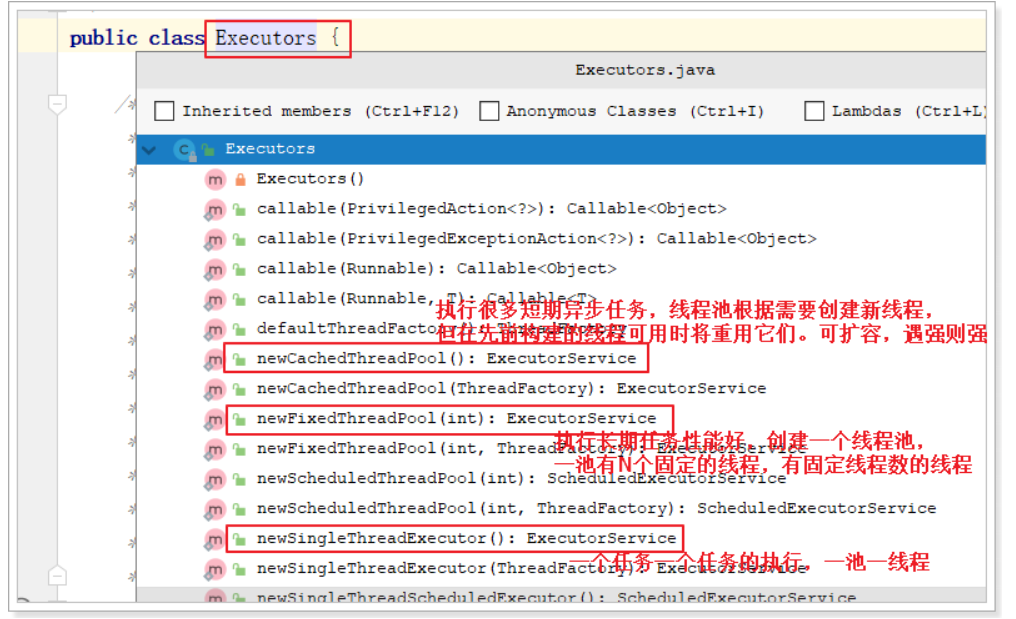 public class Executors {
Executors.java
Inherited members (Ctrl+F12) Anonymous Classes (Ctrl+I) Lambdas (Ctrl+L)
Executors
Executors()
callable(PrivilegedAction<?>): Callable<Object>
callable(PrivilegedExceptionAction<?>): Callable<Object>
callable(Runnable): Callable<Object>
callable(Runnable, T): Callable<T>
执行很多短期异步任务，线程池根据需要创建新线程，
defaultThreadFactory(): ThreadFactory
但在先前构建的线程可用时将重用它们。可扩容，遇强则强
newCachedThreadPool(): ExecutorService
newCachedThreadPool(ThreadFactory): ExecutorService
newFixedThreadPool(int): ExecutorService
执行长期任务性能好，创建一个线程池，
newFixedThreadPool(int, ThreadFactory): ExecutorService
一池有N个固定的线程，有固定线程数的线程
newScheduledThreadPool(int): ScheduledExecutorService
newScheduledThreadPool(int, ThreadFactory): ScheduledExecutorService
newSingleThreadExecutor(): ExecutorService
一个任务一个任务的执行，一池一线程
newSingleThreadExecutor(ThreadFactory): ExecutorService
newSingleThreadScheduledExecutor(): ScheduledExecutorService